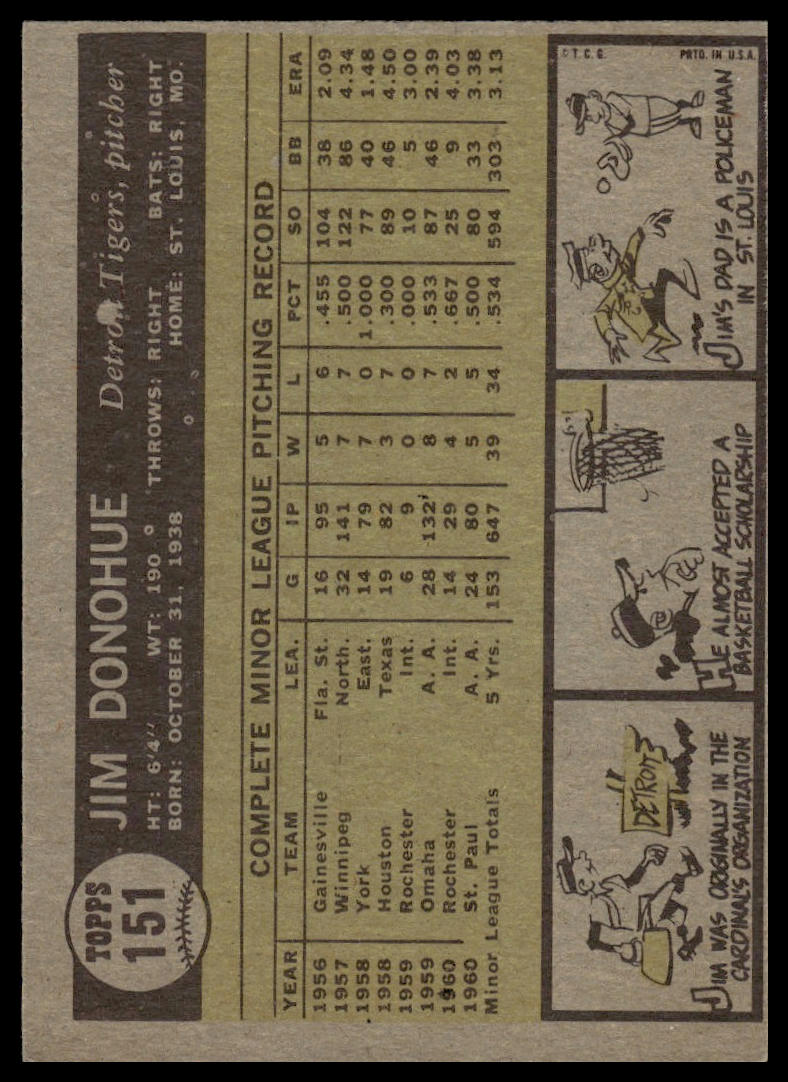 TOPPS
151
JIM DONOHUE Detroit Tigers, pitcher
HT: 6'4" WT: 190 THROWS: RIGHT BATS: RIGHT
BORN: OCTOBER 31, 1938 HOME: ST. LOUIS, MO.
COMPLETE MINOR LEAGUE PITCHING RECORD
YEAR TEAM LEA. G IP W L PCT SO BB ERA
1956 Gainesville Fla. St. 16 95 5 6 .455 104 38 2.09
1957 Winnipeg North. 32 141 7 7 .500 122 86 4.34
1958 York East. 14 79 7 0 1.000 77 40 1.48
1958 Houston Texas 19 82 3 7 .300 89 46 4.50
1959 Rochester Int. 6 9 0 0 .000 10 5 3.00
1959 Omaha A. A. 28 132 8 7 .533 87 46 2.39
1960 Rochester Int. 14 29 4 2 .667 25 9 4.03
1960 St. Paul A. A. 24 80 5 5 .500 80 33 3.38
Minor League Totals 5 Yrs. 153 647 39 34 .534 594 303 3.13
DETROIT
JIM WAS ORIGINALLY IN THE
CARDINAL'S ORGANIZATION
HE ALMOST ACCEPTED A
BASKETBALL SCHOLARSHIP
© T. C. G. PRTD. IN U.S.A.
JIM'S DAD IS A POLICEMAN
IN ST. LOUIS